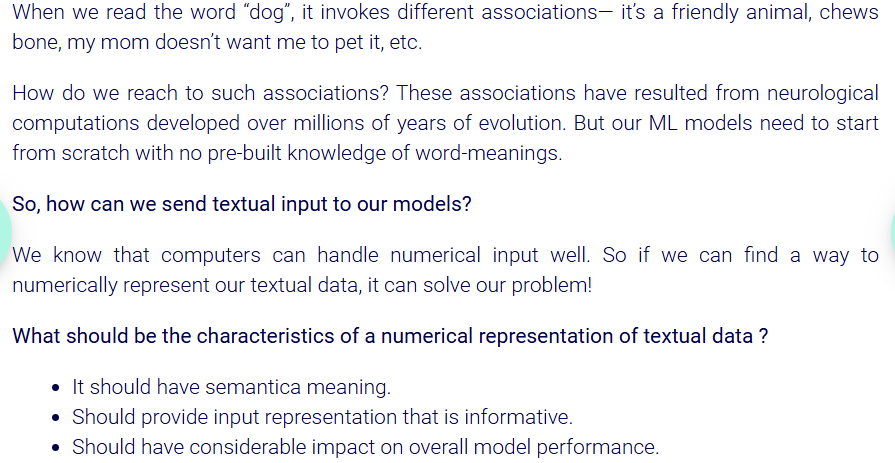 When we read the word “dog”, it invokes different associations— it’s a friendly animal, chews
bone, my mom doesn’t want me to pet it, etc.
How do we reach to such associations? These associations have resulted from neurological
computations developed over millions of years of evolution. But our ML models need to start
from scratch with no pre-built knowledge of word-meanings.
So, how can we send textual input to our models?
We know that computers can handle numerical input well. So if we can find a way to
numerically represent our textual data, it can solve our problem!
What should be the characteristics of a numerical representation of textual data ?
• It should have semantica meaning.
• Should provide input representation that is informative.
• Should have considerable impact on overall model performance.